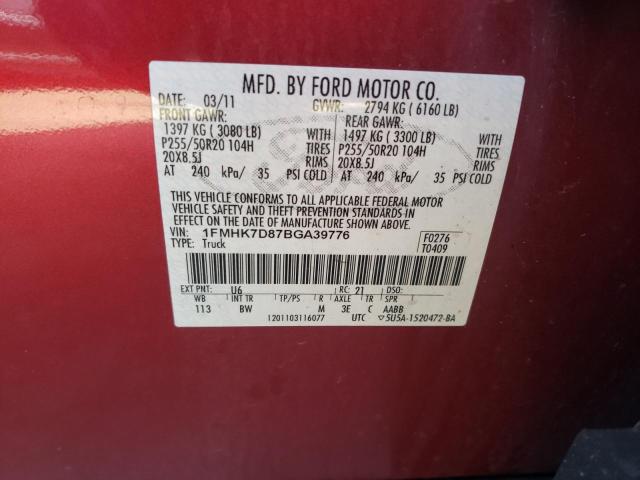 MFD. BY FORD MOTOR CO.
DATE: 03/11 GVWR: 2794 KG ( 6160 LB)
FRONT GAWR: REAR GAWR:
1397 KG ( 3080 LB) WITH 1497 KG ( 3300 LB) WITH
P255/50R20 104H TIRES P255/50R20 104H TIRES
20X8.5J RIMS 20X8.5J RIMS
AT 240 kPa/ 35 PSI COLD AT 240 kPa/ 35 PSI COLD
THIS VEHICLE CONFORMS TO ALL APPLICABLE FEDERAL MOTOR
VEHICLE SAFETY AND THEFT PREVENTION STANDARDS IN
EFFECT ON THE DATE OF MANUFACTURE SHOWN ABOVE.
VIN: 1FMHK7D87BGA39776 F0276
TYPE: Truck T0409
EXT PNT: U6 RC: 21 DSO:
WB INT TR TP/PS R AXLE TR SPR
113 BW M 3E C AABB
1201103116077 UTC ▽5U5A-1520472-BA